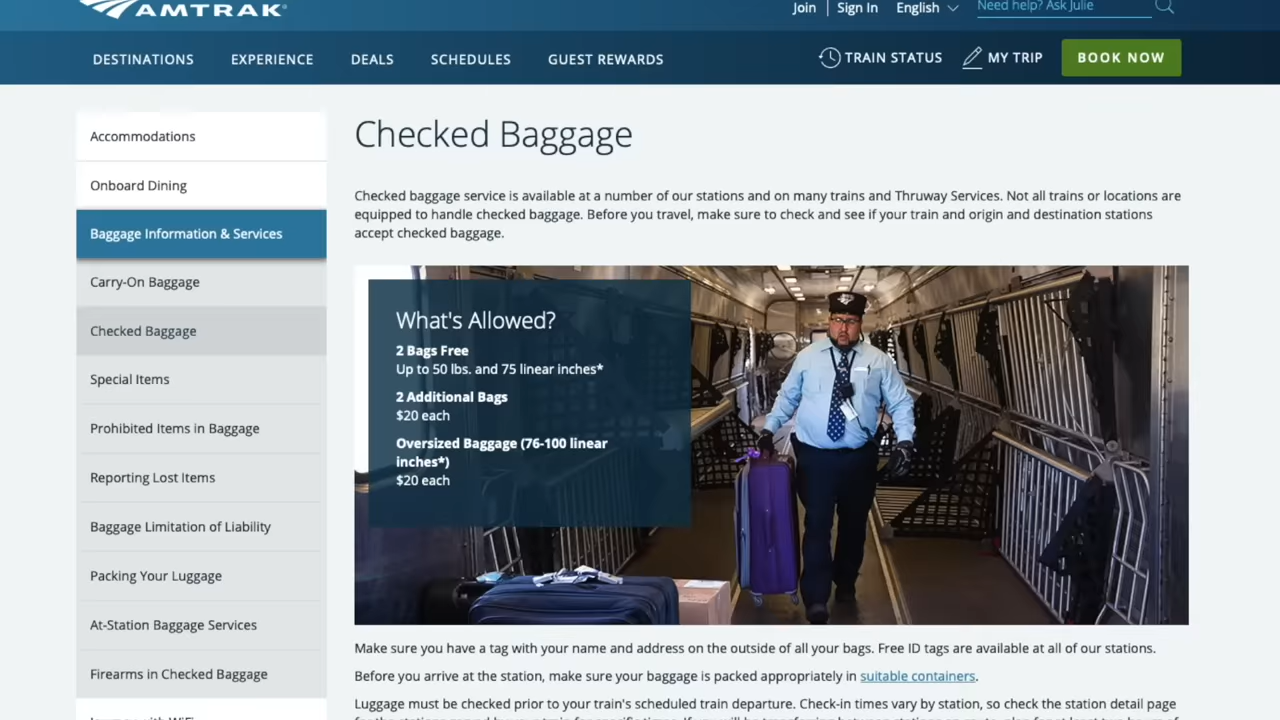 AMTRAK
Join
Sign In
English
Need help? Ask Julie
DESTINATIONS
EXPERIENCE
DEALS
SCHEDULES
GUEST REWARDS
TRAIN STATUS
MY TRIP
BOOK NOW
Accommodations
Onboard Dining
Baggage Information & Services
Carry-On Baggage
Checked Baggage
Special Items
Prohibited Items in Baggage
Reporting Lost Items
Baggage Limitation of Liability
Packing Your Luggage
At-Station Baggage Services
Firearms in Checked Baggage
Journey with WiFi
Checked Baggage
Checked baggage service is available at a number of our stations and on many trains and Thruway Services. Not all trains or locations are
equipped to handle checked baggage. Before you travel, make sure to check and see if your train and origin and destination stations
accept checked baggage.
What's Allowed?
2 Bags Free
Up to 50 lbs. and 75 linear inches*
2 Additional Bags
$20 each
Oversized Baggage (76-100 linear
inches*)
$20 each
Make sure you have a tag with your name and address on the outside of all your bags. Free ID tags are available at all of our stations.
Before you arrive at the station, make sure your baggage is packed appropriately in suitable containers.
Luggage must be checked prior to your train's scheduled train departure. Check-in times vary by station, so check the station detail page